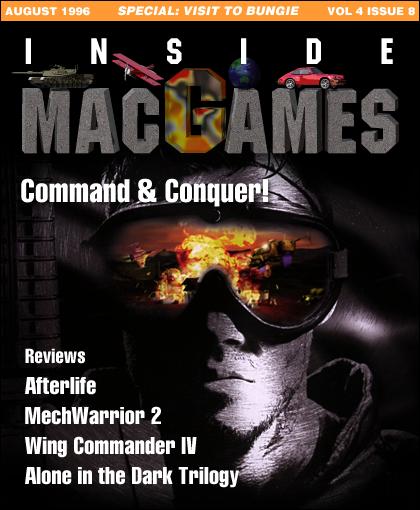 AUGUST 1996 SPECIAL: VISIT TO BUNGIE VOL 4 ISSUE 8
INSIDE
MACGAMES
Command & Conquer!
Reviews
Afterlife
MechWarrior 2
Wing Commander IV
Alone in the Dark Trilogy